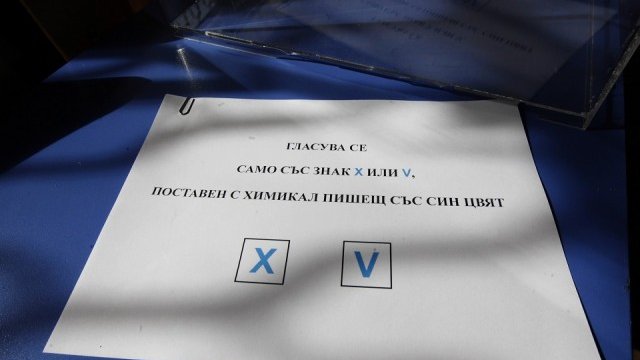 ГЛАСУВА СЕ
САМО СЪС ЗНАК X ИЛИ V,
ПОСТАВЕН С ХИМИКАЛ ПИШЕЩ СЪС СИН ЦВЯТ
X V